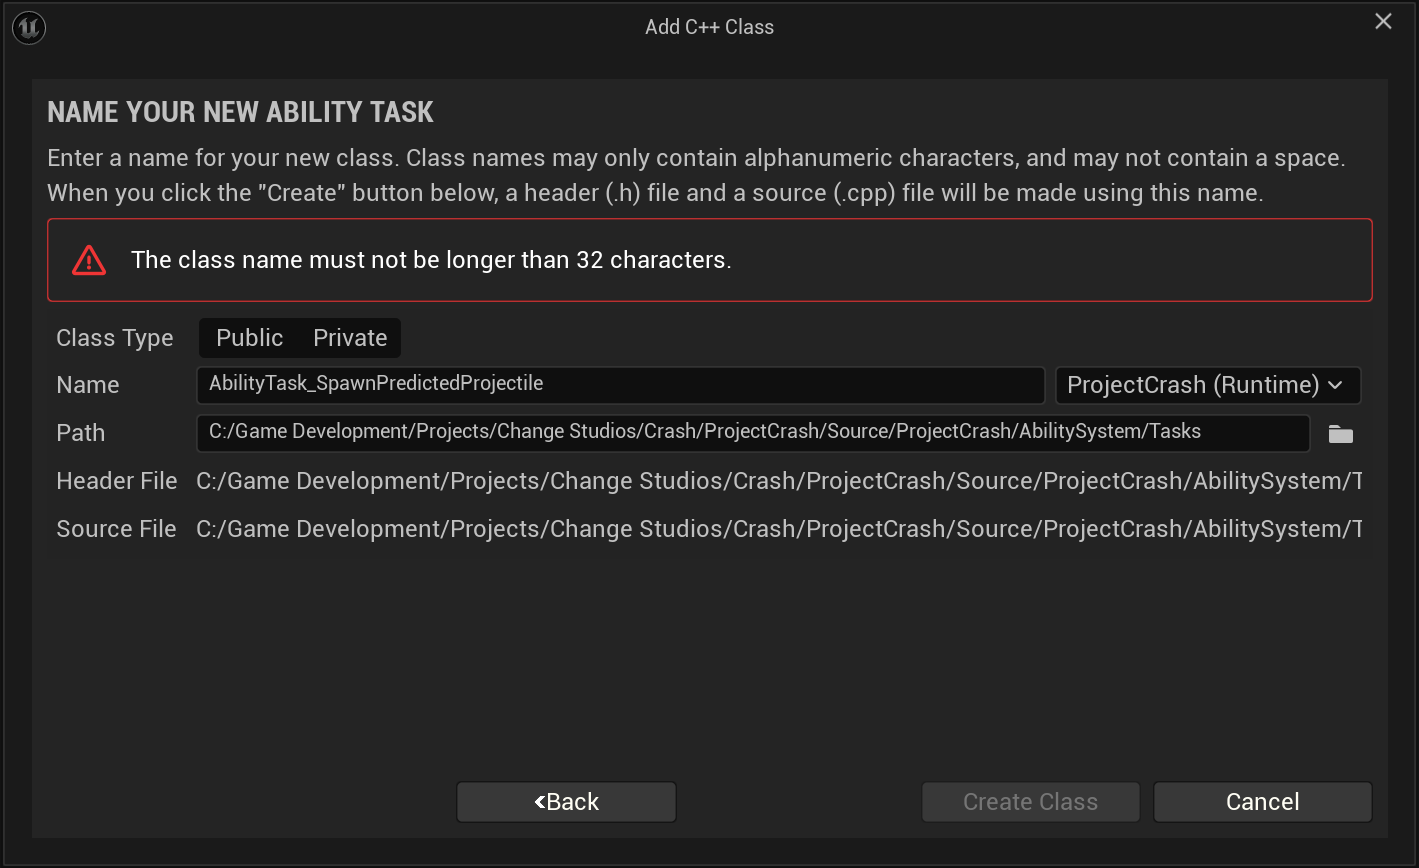 Add C++ Class
NAME YOUR NEW ABILITY TASK
Enter a name for your new class. Class names may only contain alphanumeric characters, and may not contain a space.
When you click the "Create" button below, a header (.h) file and a source (.cpp) file will be made using this name.
The class name must not be longer than 32 characters.
Class Type Public Private
Name AbilityTask_SpawnPredictedProjectile ProjectCrash (Runtime)
Path C:/Game Development/Projects/Change Studios/Crash/ProjectCrash/Source/ProjectCrash/AbilitySystem/Tasks
Header File C:/Game Development/Projects/Change Studios/Crash/ProjectCrash/Source/ProjectCrash/AbilitySystem/T
Source File C:/Game Development/Projects/Change Studios/Crash/ProjectCrash/Source/ProjectCrash/AbilitySystem/T
<Back Create Class Cancel